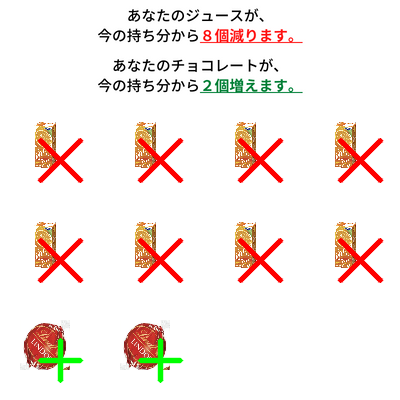 あなたのジュースが、
今の持ち分から８個減ります。
あなたのチョコレートが、
今の持ち分から２個増えます。